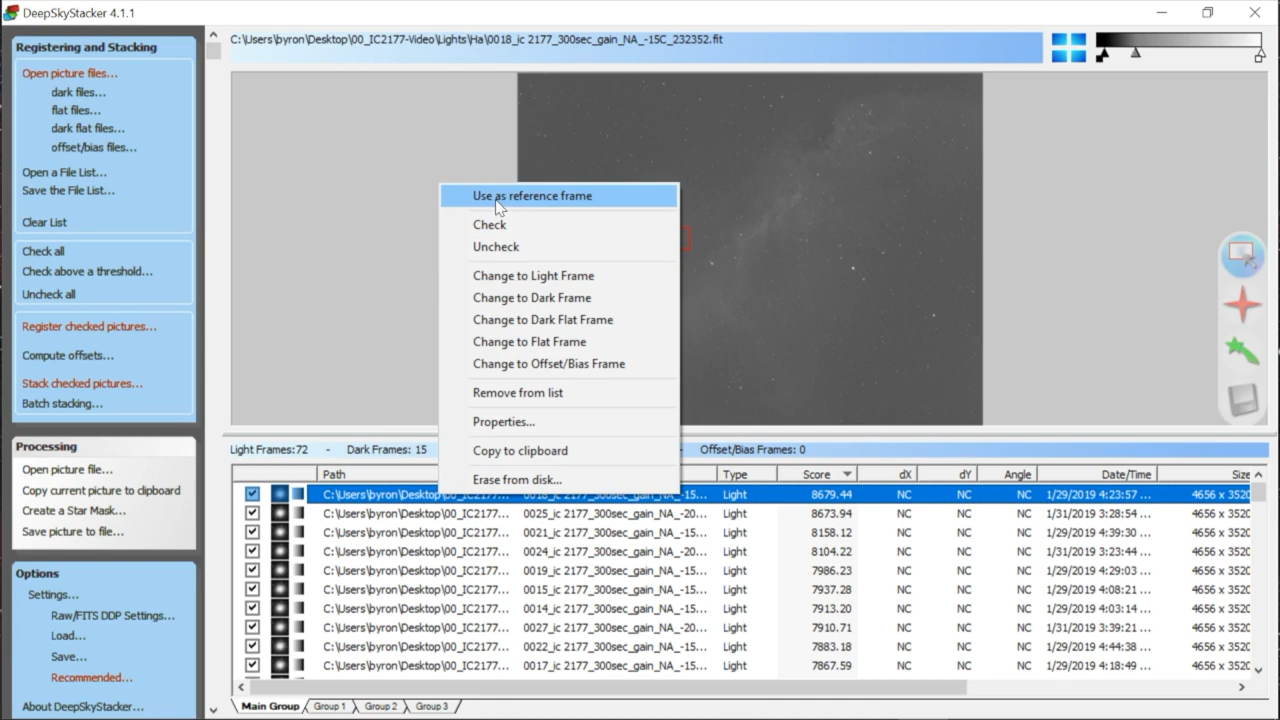 DeepSkyStacker 4.1.1
Registering and Stacking
Open picture files...
dark files...
flat files...
dark flat files...
offset/bias files...
Open a File List...
Save the File List...
Clear List
Check all
Check above a threshold...
Uncheck all
Register checked pictures...
Compute offsets...
Stack checked pictures...
Batch stacking...
Processing
Open picture file...
Copy current picture to clipboard
Create a Star Mask...
Save picture to file...
Options
Settings...
Raw/FITS DDP Settings...
Load...
Save...
Recommended...
About DeepSkyStacker...
C:\Users\byron\Desktop\00_IC2177-Video\Lights\Ha\0018_ic 2177_300sec_gain_NA_-15C_232352.fit
Use as reference frame
Check
Uncheck
Change to Light Frame
Change to Dark Frame
Change to Dark Flat Frame
Change to Flat Frame
Change to Offset/Bias Frame
Remove from list
Properties...
Copy to clipboard
Erase from disk...
Light Frames:72 - Dark Frames: 15 - Offset/Bias Frames: 0
Path Type Score dX dY Angle Date/Time Size
C:\Users\byron\Desktop\00_IC2177... 0018_ic 2177_300sec_gain_NA_-15... Light 8679.44 NC NC NC 1/29/2019 4:23:57 ... 4656 x 3520
C:\Users\byron\Desktop\00_IC2177... 0025_ic 2177_300sec_gain_NA_-20... Light 8673.94 NC NC NC 1/31/2019 3:28:54 ... 4656 x 3520
C:\Users\byron\Desktop\00_IC2177... 0021_ic 2177_300sec_gain_NA_-15... Light 8158.12 NC NC NC 1/29/2019 4:39:30 ... 4656 x 3520
C:\Users\byron\Desktop\00_IC2177... 0024_ic 2177_300sec_gain_NA_-20... Light 8104.22 NC NC NC 1/31/2019 3:23:44 ... 4656 x 3520
C:\Users\byron\Desktop\00_IC2177... 0019_ic 2177_300sec_gain_NA_-15... Light 7986.23 NC NC NC 1/29/2019 4:29:03 ... 4656 x 3520
C:\Users\byron\Desktop\00_IC2177... 0015_ic 2177_300sec_gain_NA_-15... Light 7937.28 NC NC NC 1/29/2019 4:08:21 ... 4656 x 3520
C:\Users\byron\Desktop\00_IC2177... 0014_ic 2177_300sec_gain_NA_-15... Light 7913.20 NC NC NC 1/29/2019 4:03:14 ... 4656 x 3520
C:\Users\byron\Desktop\00_IC2177... 0027_ic 2177_300sec_gain_NA_-20... Light 7910.71 NC NC NC 1/31/2019 3:39:21 ... 4656 x 3520
C:\Users\byron\Desktop\00_IC2177... 0022_ic 2177_300sec_gain_NA_-15... Light 7883.18 NC NC NC 1/29/2019 4:44:38 ... 4656 x 3520
C:\Users\byron\Desktop\00_IC2177... 0017_ic 2177_300sec_gain_NA_-15... Light 7867.59 NC NC NC 1/29/2019 4:18:49 ... 4656 x 3520
Main Group Group 1 Group 2 Group 3